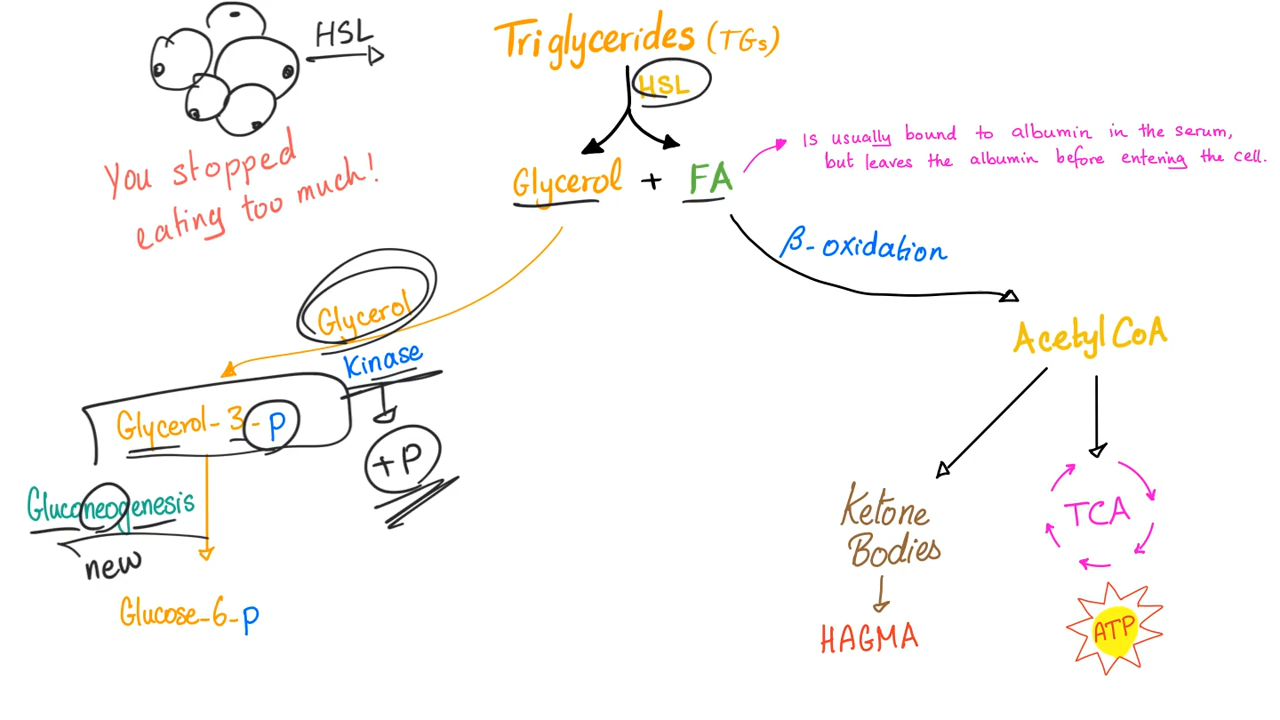 HSL
Triglycerides (TGs)
HSL
You stopped
eating too much!
Glycerol + FA
Is usually bound to albumin in the serum,
but leaves the albumin before entering the cell.
β-oxidation
Glycerol
Kinase
Acetyl CoA
Glycerol-3-P
+P
Gluconeogenesis
new
Glucose-6-P
Ketone
Bodies
TCA
HAGMA
ATP